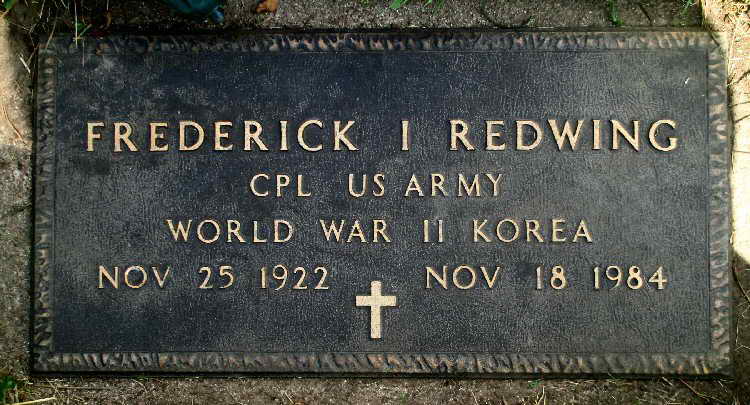 FREDERICK I REDWING
CPL US ARMY
WORLD WAR II KOREA
NOV 25 1922 NOV 18 1984